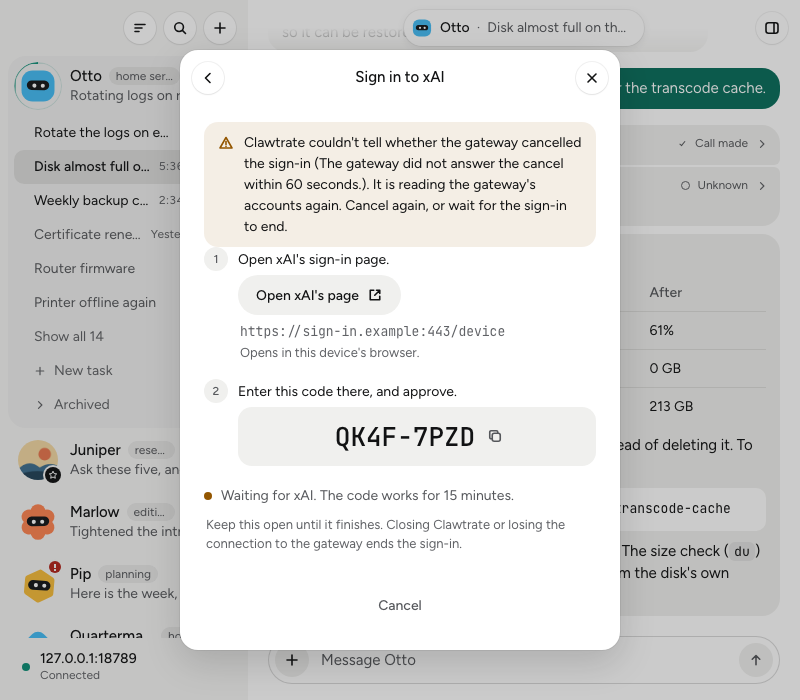 so it can be restore
Otto · Disk almost full on th...
Otto home ser...
Rotating logs on r
Rotate the logs on e...
Disk almost full o... 5:36
Weekly backup c... 2:34
Certificate rene... Yeste
Router firmware
Printer offline again
Show all 14
New task
Archived
Juniper rese...
Ask these five, an
Marlow editi...
Tightened the intr
Pip planning
Here is the week,
Quarterma ho
127.0.0.1:18789
Connected
Sign in to xAI
Clawtrate couldn't tell whether the gateway cancelled
the sign-in (The gateway did not answer the cancel
within 60 seconds.). It is reading the gateway's
accounts again. Cancel again, or wait for the sign-in
to end.
1 Open xAI's sign-in page.
Open xAI's page
https://sign-in.example:443/device
Opens in this device's browser.
2 Enter this code there, and approve.
QK4F-7PZD
Waiting for xAI. The code works for 15 minutes.
Keep this open until it finishes. Closing Clawtrate or losing the
connection to the gateway ends the sign-in.
Cancel
the transcode cache.
Call made
Unknown
After
61%
0 GB
213 GB
ead of deleting it. To
transcode-cache
The size check (du)
m the disk's own
Message Otto